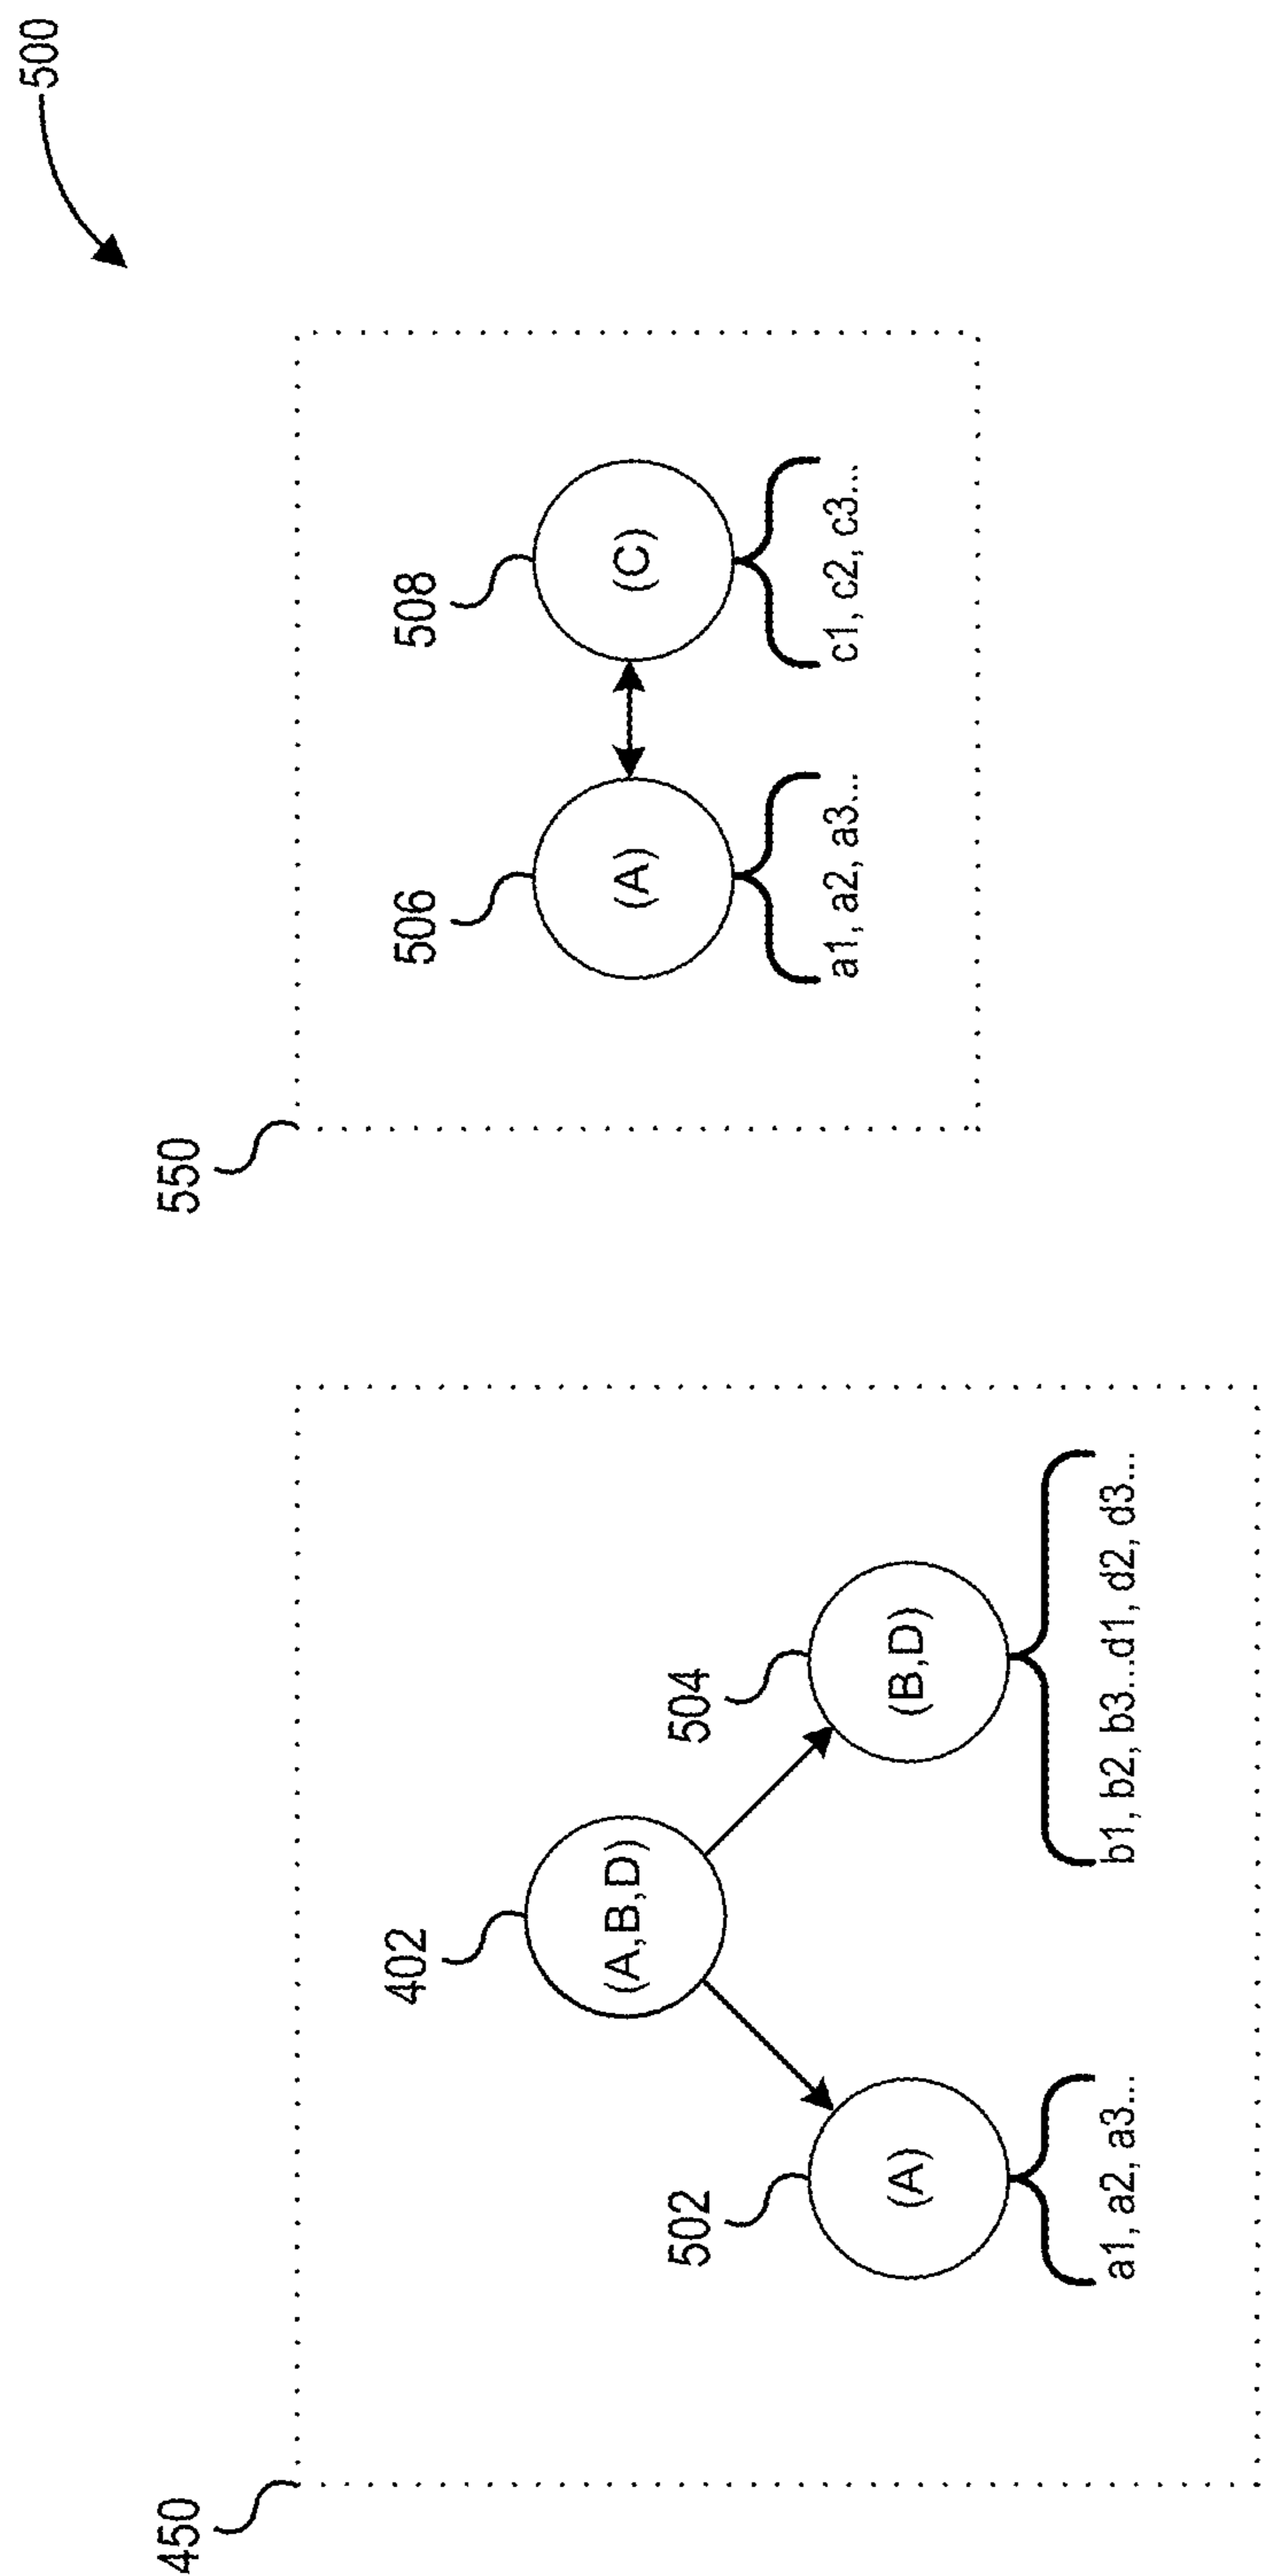 500
450
550
402
506
508
(A,B,D)
(A)
(C)
502
504
a1, a2, a3...
c1, c2, c3...
(A)
(B,D)
a1, a2, a3...
b1, b2, b3...d1, d2, d3...